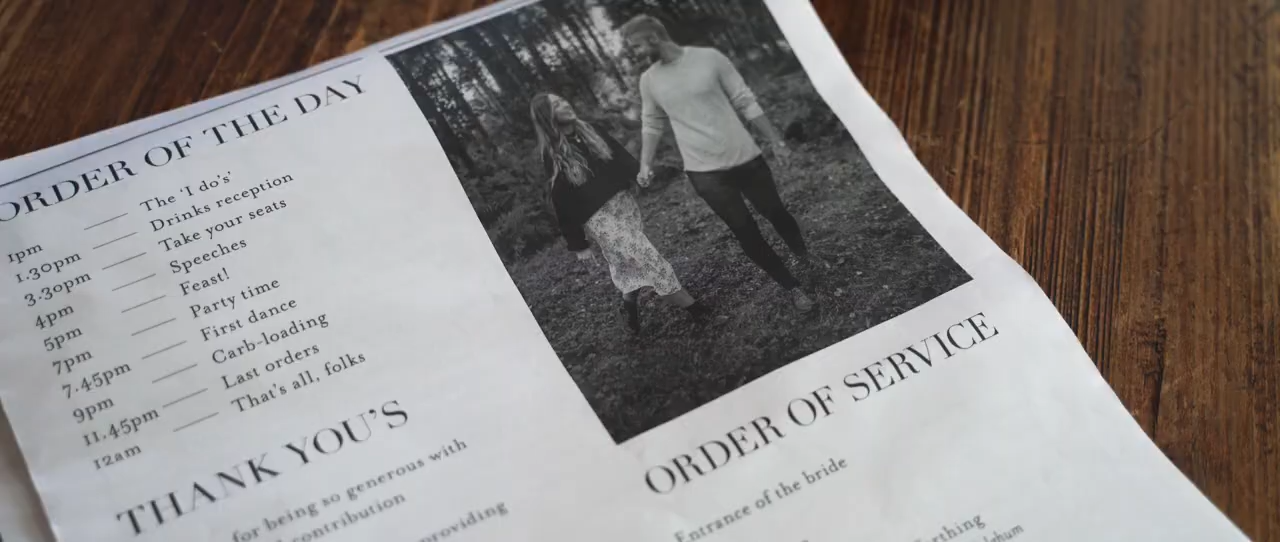 ORDER OF THE DAY
1pm The 'I do's'
1.30pm Drinks reception
3.30pm Take your seats
4pm Speeches
5pm Feast!
7pm Party time
7.45pm First dance
9pm Carb-loading
11.45pm Last orders
12am That's all, folks
THANK YOU'S
for being so generous with
contribution
providing
ORDER OF SERVICE
Entrance of the bride